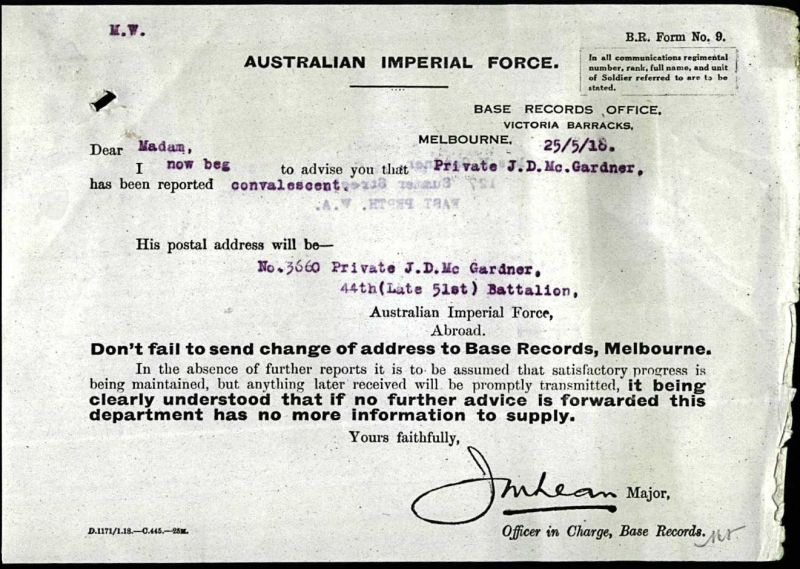 M.W.
B.R. Form No. 9.
AUSTRALIAN IMPERIAL FORCE.
In all communications regimental
number, rank, full name, and unit
of Soldier referred to are to be
stated.
BASE RECORDS OFFICE,
VICTORIA BARRACKS,
MELBOURNE, 25/5/18.
Dear Madam,
I now beg to advise you that Private J.D.Mc.Gardner,
has been reported convalescent.
EAST PERTH. W.A.
His postal address will be—
No.3660 Private J.D.Mc Gardner,
44th(Late 51st) Battalion,
Australian Imperial Force,
Abroad.
Don't fail to send change of address to Base Records, Melbourne.
In the absence of further reports it is to be assumed that satisfactory progress is
being maintained, but anything later received will be promptly transmitted, it being
clearly understood that if no further advice is forwarded this
department has no more information to supply.
Yours faithfully,
JMLean Major,
D.1171/1.18.—C.445.—25M.
Officer in Charge, Base Records.